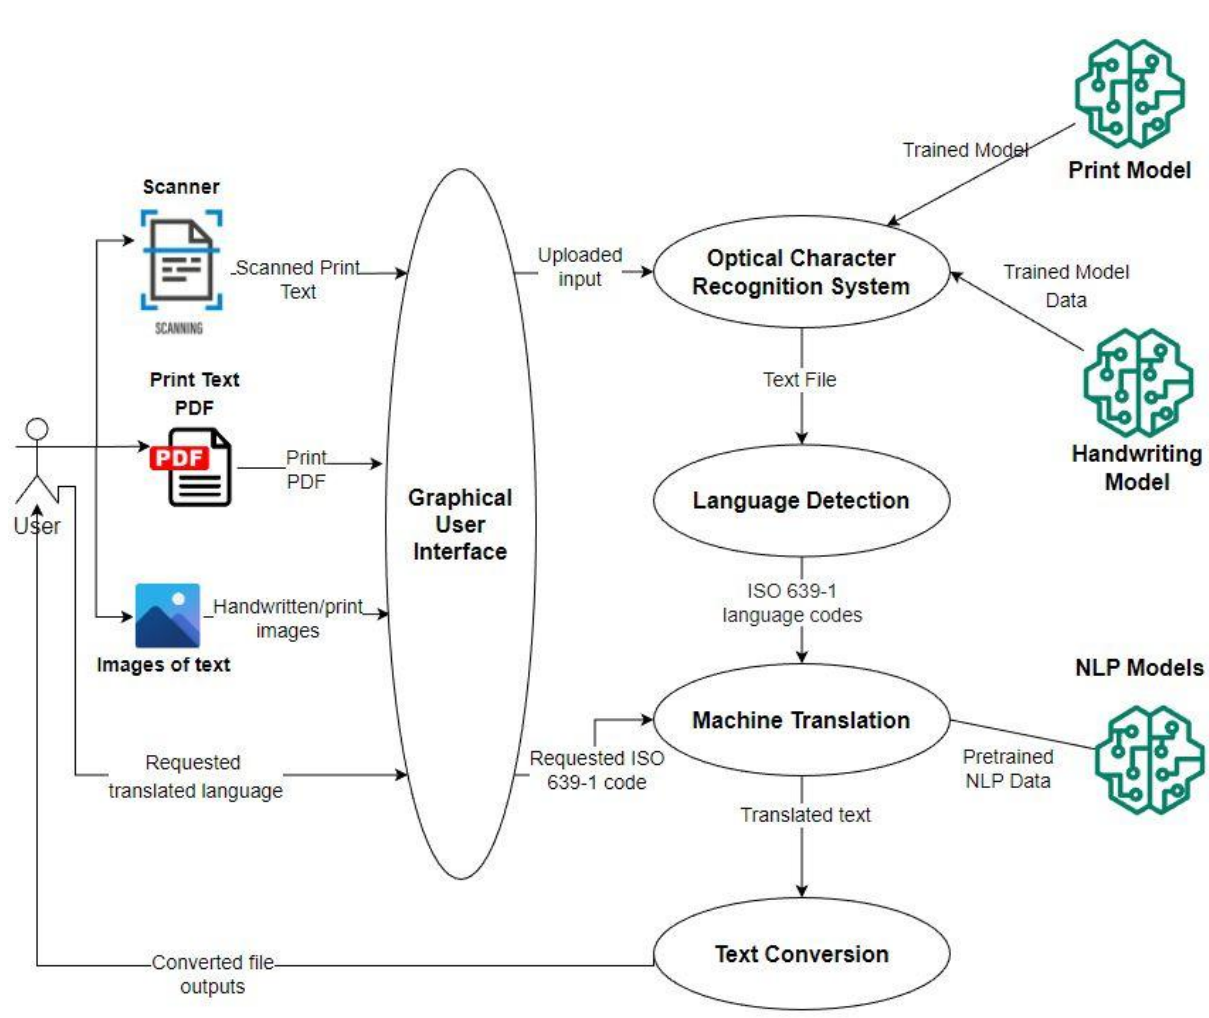 Print Model
Trained Model
Scanner
SCANNING
Scanned Print
Text
Uploaded
input
Optical Character
Recognition System
Trained Model
Data
Handwriting
Model
Print Text
PDF
PDF
Print
PDF
Text File
User
Graphical
User
Interface
Language Detection
ISO 639-1
language codes
Handwritten/print
images
Images of text
NLP Models
Machine Translation
Pretrained
NLP Data
Requested
translated language
Requested ISO
639-1 code
Translated text
Text Conversion
Converted file
outputs